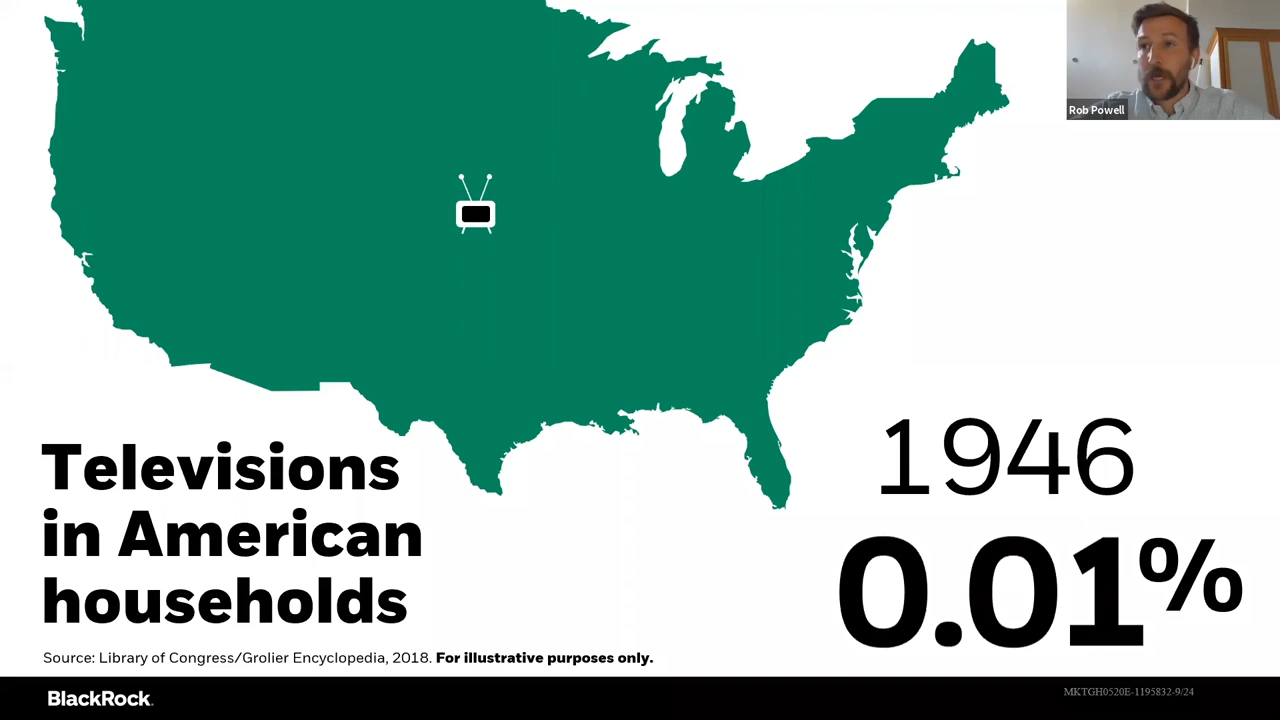 Rob Powell
1946
Televisions
in American
households
0.01%
Source: Library of Congress/Grolier Encyclopedia, 2018. For illustrative purposes only.
BlackRock.
MKTGH0520E-1195832-9/24